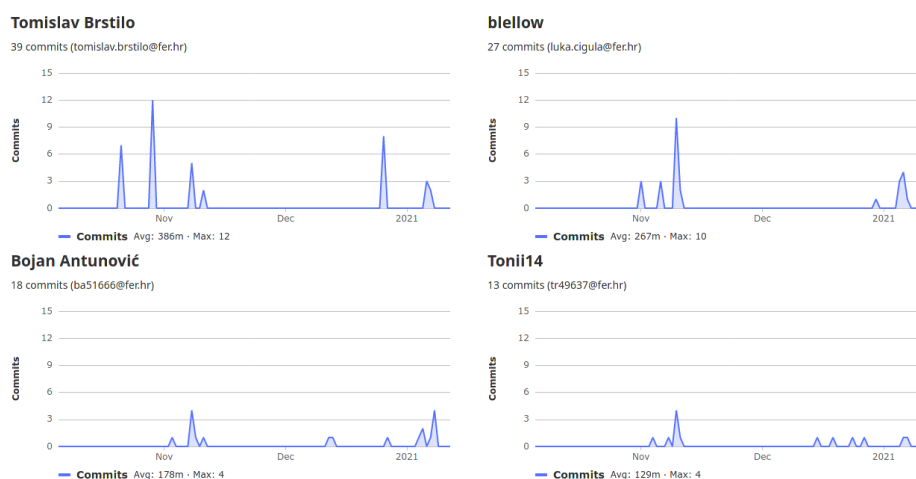 Tomislav Brstilo
39 commits (tomislav.brstilo@fer.hr)
15
12
9
6
3
0
Commits
Nov
Dec
2021
Commits Avg: 386m · Max: 12
blellow
27 commits (luka.cigula@fer.hr)
15
12
9
6
3
0
Commits
Nov
Dec
2021
Commits Avg: 267m · Max: 10
Bojan Antunović
18 commits (ba51666@fer.hr)
15
12
9
6
3
0
Commits
Nov
Dec
2021
Commits Avg: 178m · Max: 4
Tonii14
13 commits (tr49637@fer.hr)
15
12
9
6
3
0
Commits
Nov
Dec
2021
Commits Avg: 129m · Max: 4